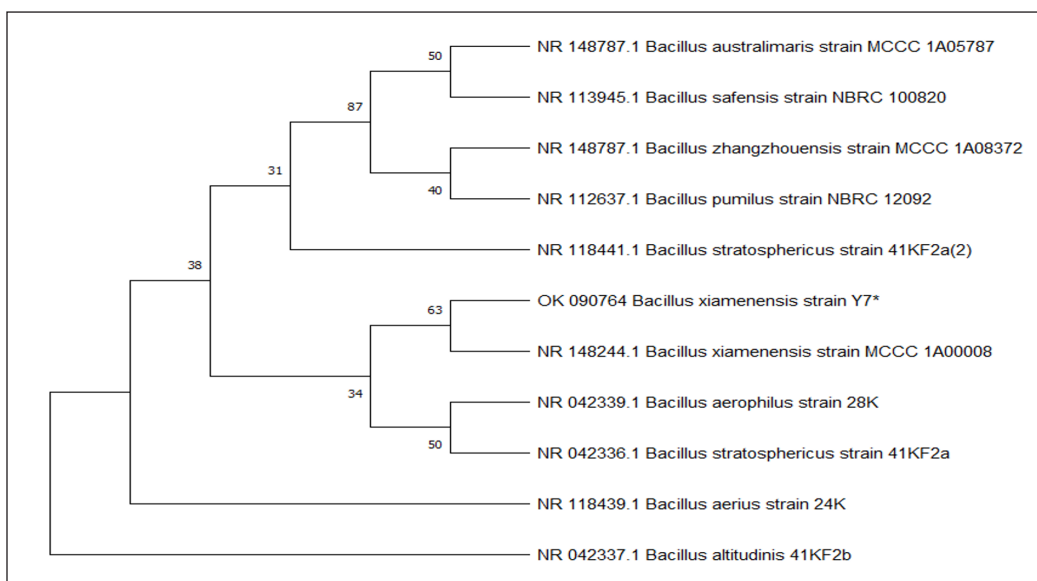 NR 148787.1 Bacillus australimaris strain MCCC 1A05787
50
NR 113945.1 Bacillus safensis strain NBRC 100820
87
NR 148787.1 Bacillus zhangzhouensis strain MCCC 1A08372
31
40
NR 112637.1 Bacillus pumilus strain NBRC 12092
NR 118441.1 Bacillus stratosphericus strain 41KF2a(2)
38
OK 090764 Bacillus xiamenensis strain Y7*
63
NR 148244.1 Bacillus xiamenensis strain MCCC 1A00008
34
NR 042339.1 Bacillus aerophilus strain 28K
50
NR 042336.1 Bacillus stratosphericus strain 41KF2a
NR 118439.1 Bacillus aerius strain 24K
NR 042337.1 Bacillus altitudinis 41KF2b